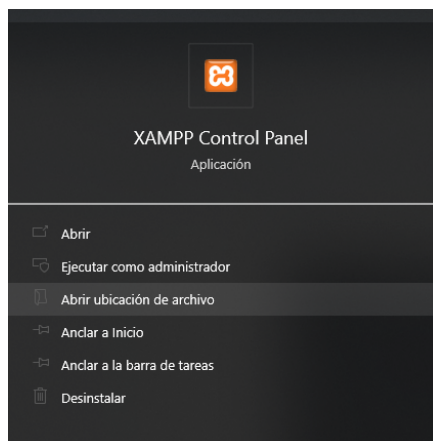 XAMPP Control Panel
Aplicación
Abrir
Ejecutar como administrador
Abrir ubicación de archivo
Anclar a Inicio
Anclar a la barra de tareas
Desinstalar